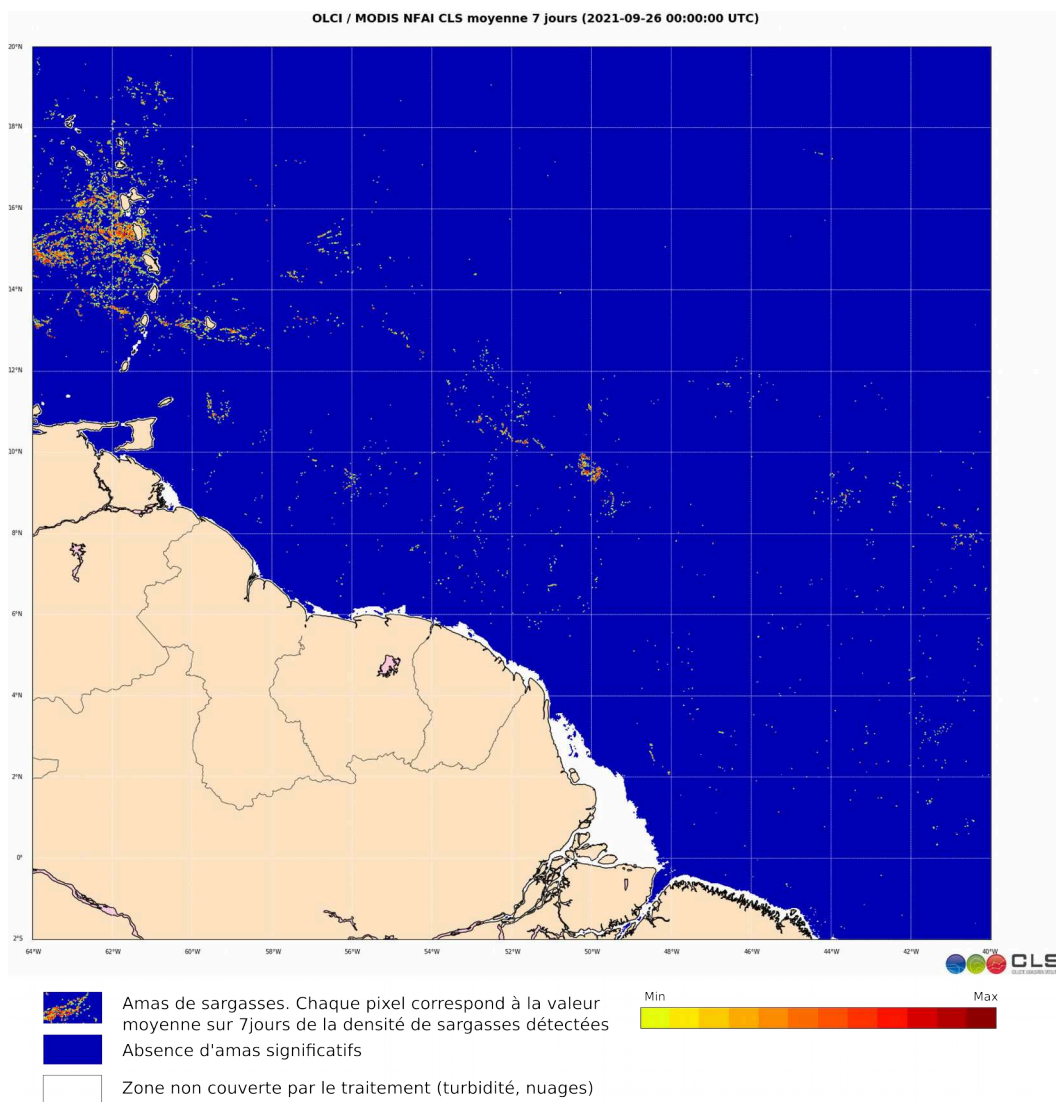 OLCI / MODIS NFAI CLS moyenne 7 jours (2021-09-26 00:00:00 UTC)
20°N
18°N
16°N
14°N
12°N
10°N
8°N
6°N
4°N
2°N
0°
2°S
64°W 62°W 60°W 58°W 56°W 54°W 52°W 50°W 48°W 46°W 44°W 42°W 40°W
CLS
Min Max
Amas de sargasses. Chaque pixel correspond à la valeur
moyenne sur 7jours de la densité de sargasses détectées
Absence d'amas significatifs
Zone non couverte par le traitement (turbidité, nuages)